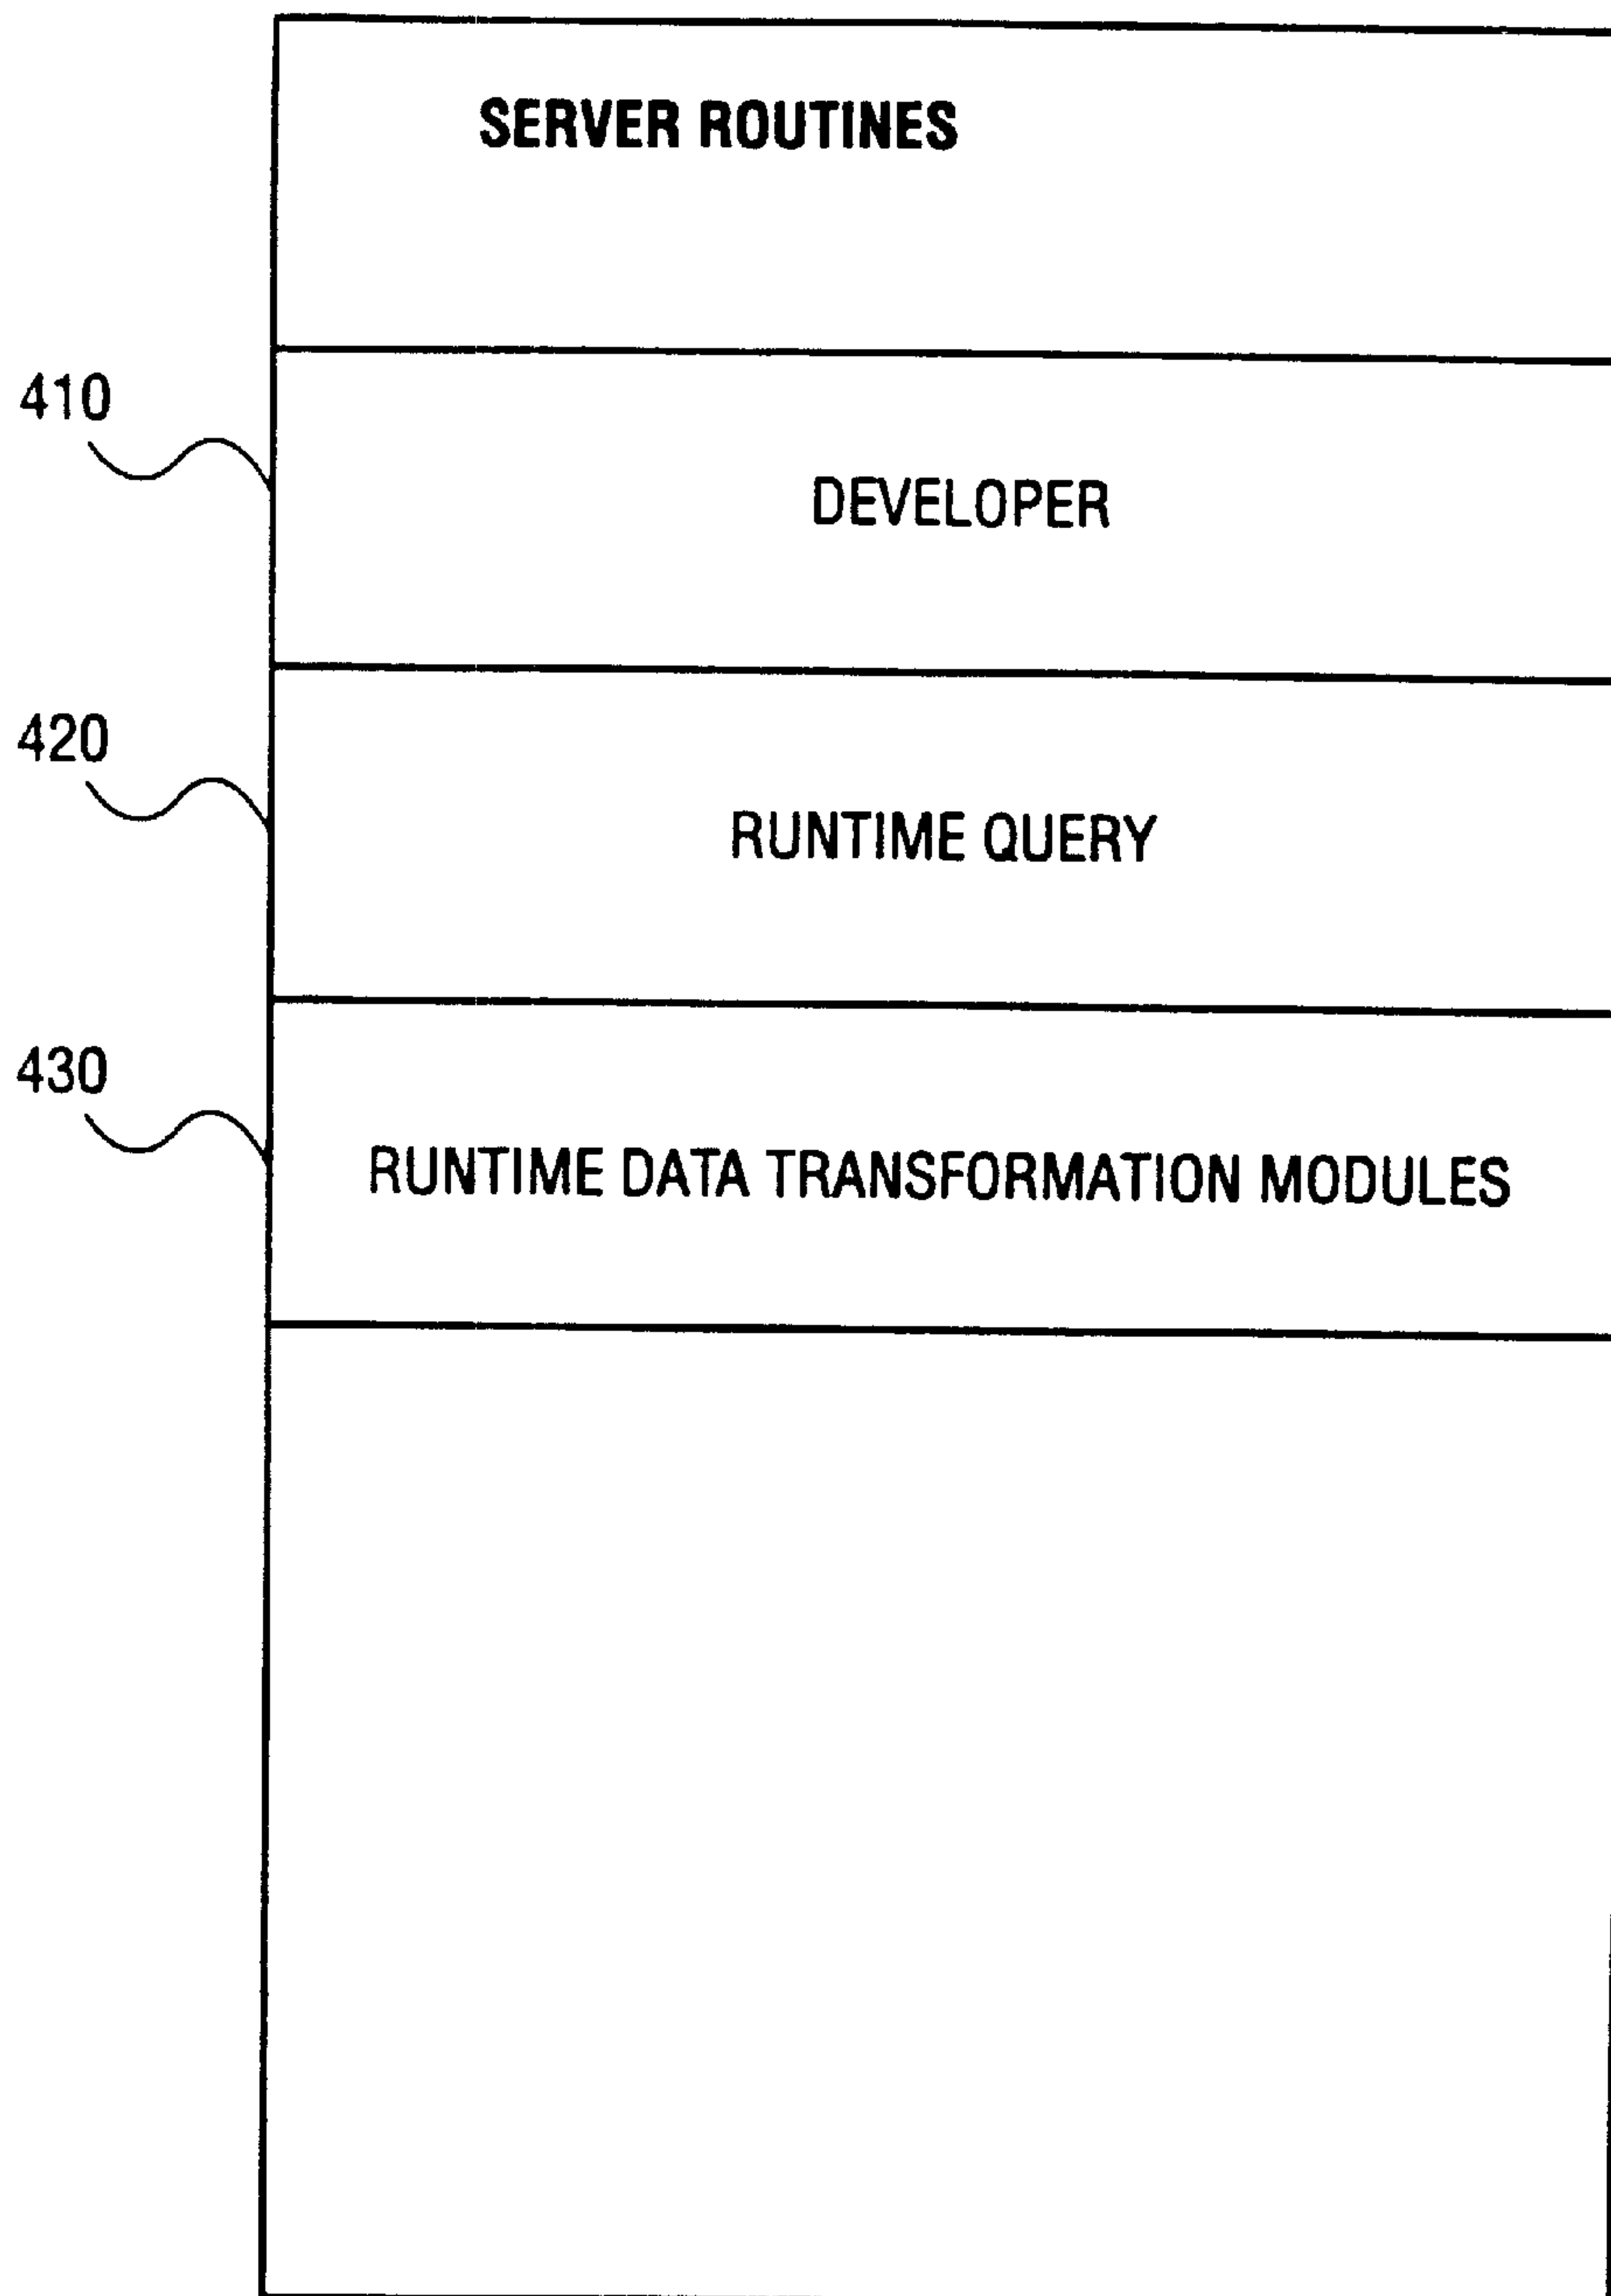 SERVER ROUTINES
410
DEVELOPER
420
RUNTIME QUERY
430
RUNTIME DATA TRANSFORMATION MODULES